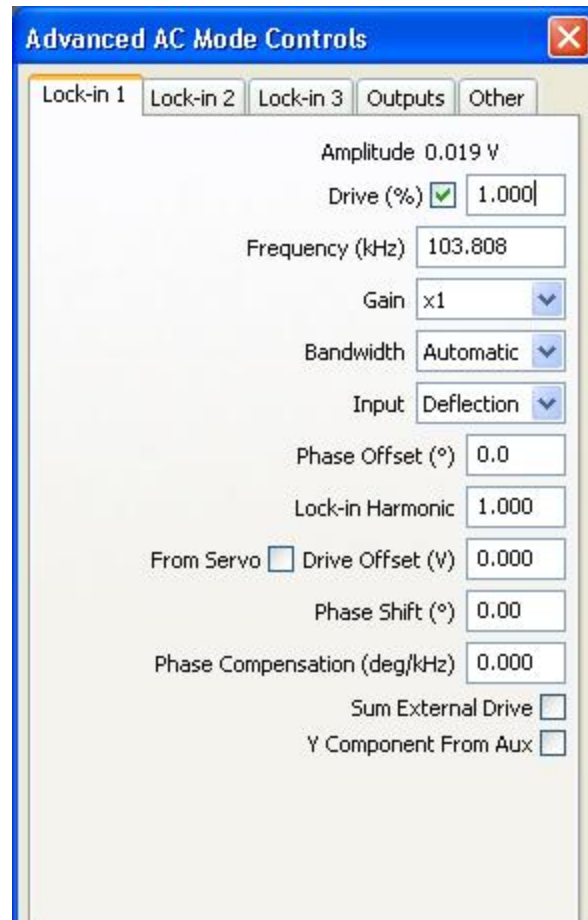 Advanced AC Mode Controls
Lock-in 1 Lock-in 2 Lock-in 3 Outputs Other
Amplitude 0.019 V
Drive (%) 1.000
Frequency (kHz) 103.808
Gain x1
Bandwidth Automatic
Input Deflection
Phase Offset (°) 0.0
Lock-in Harmonic 1.000
From Servo Drive Offset (V) 0.000
Phase Shift (°) 0.00
Phase Compensation (deg/kHz) 0.000
Sum External Drive
Y Component From Aux